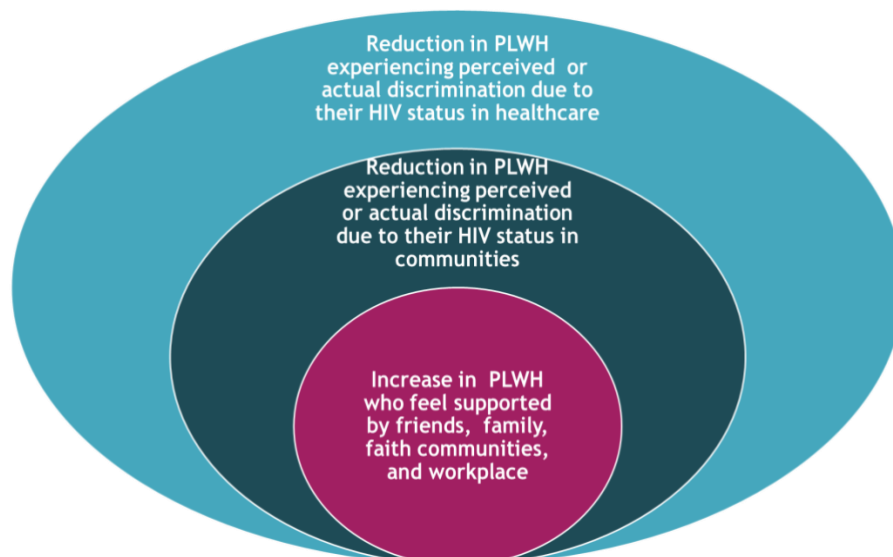 Reduction in PLWH
experiencing perceived or
actual discrimination due to
their HIV status in healthcare
Reduction in PLWH
experiencing perceived
or actual discrimination
due to their HIV status in
communities
Increase in PLWH
who feel supported
by friends, family,
faith communities,
and workplace